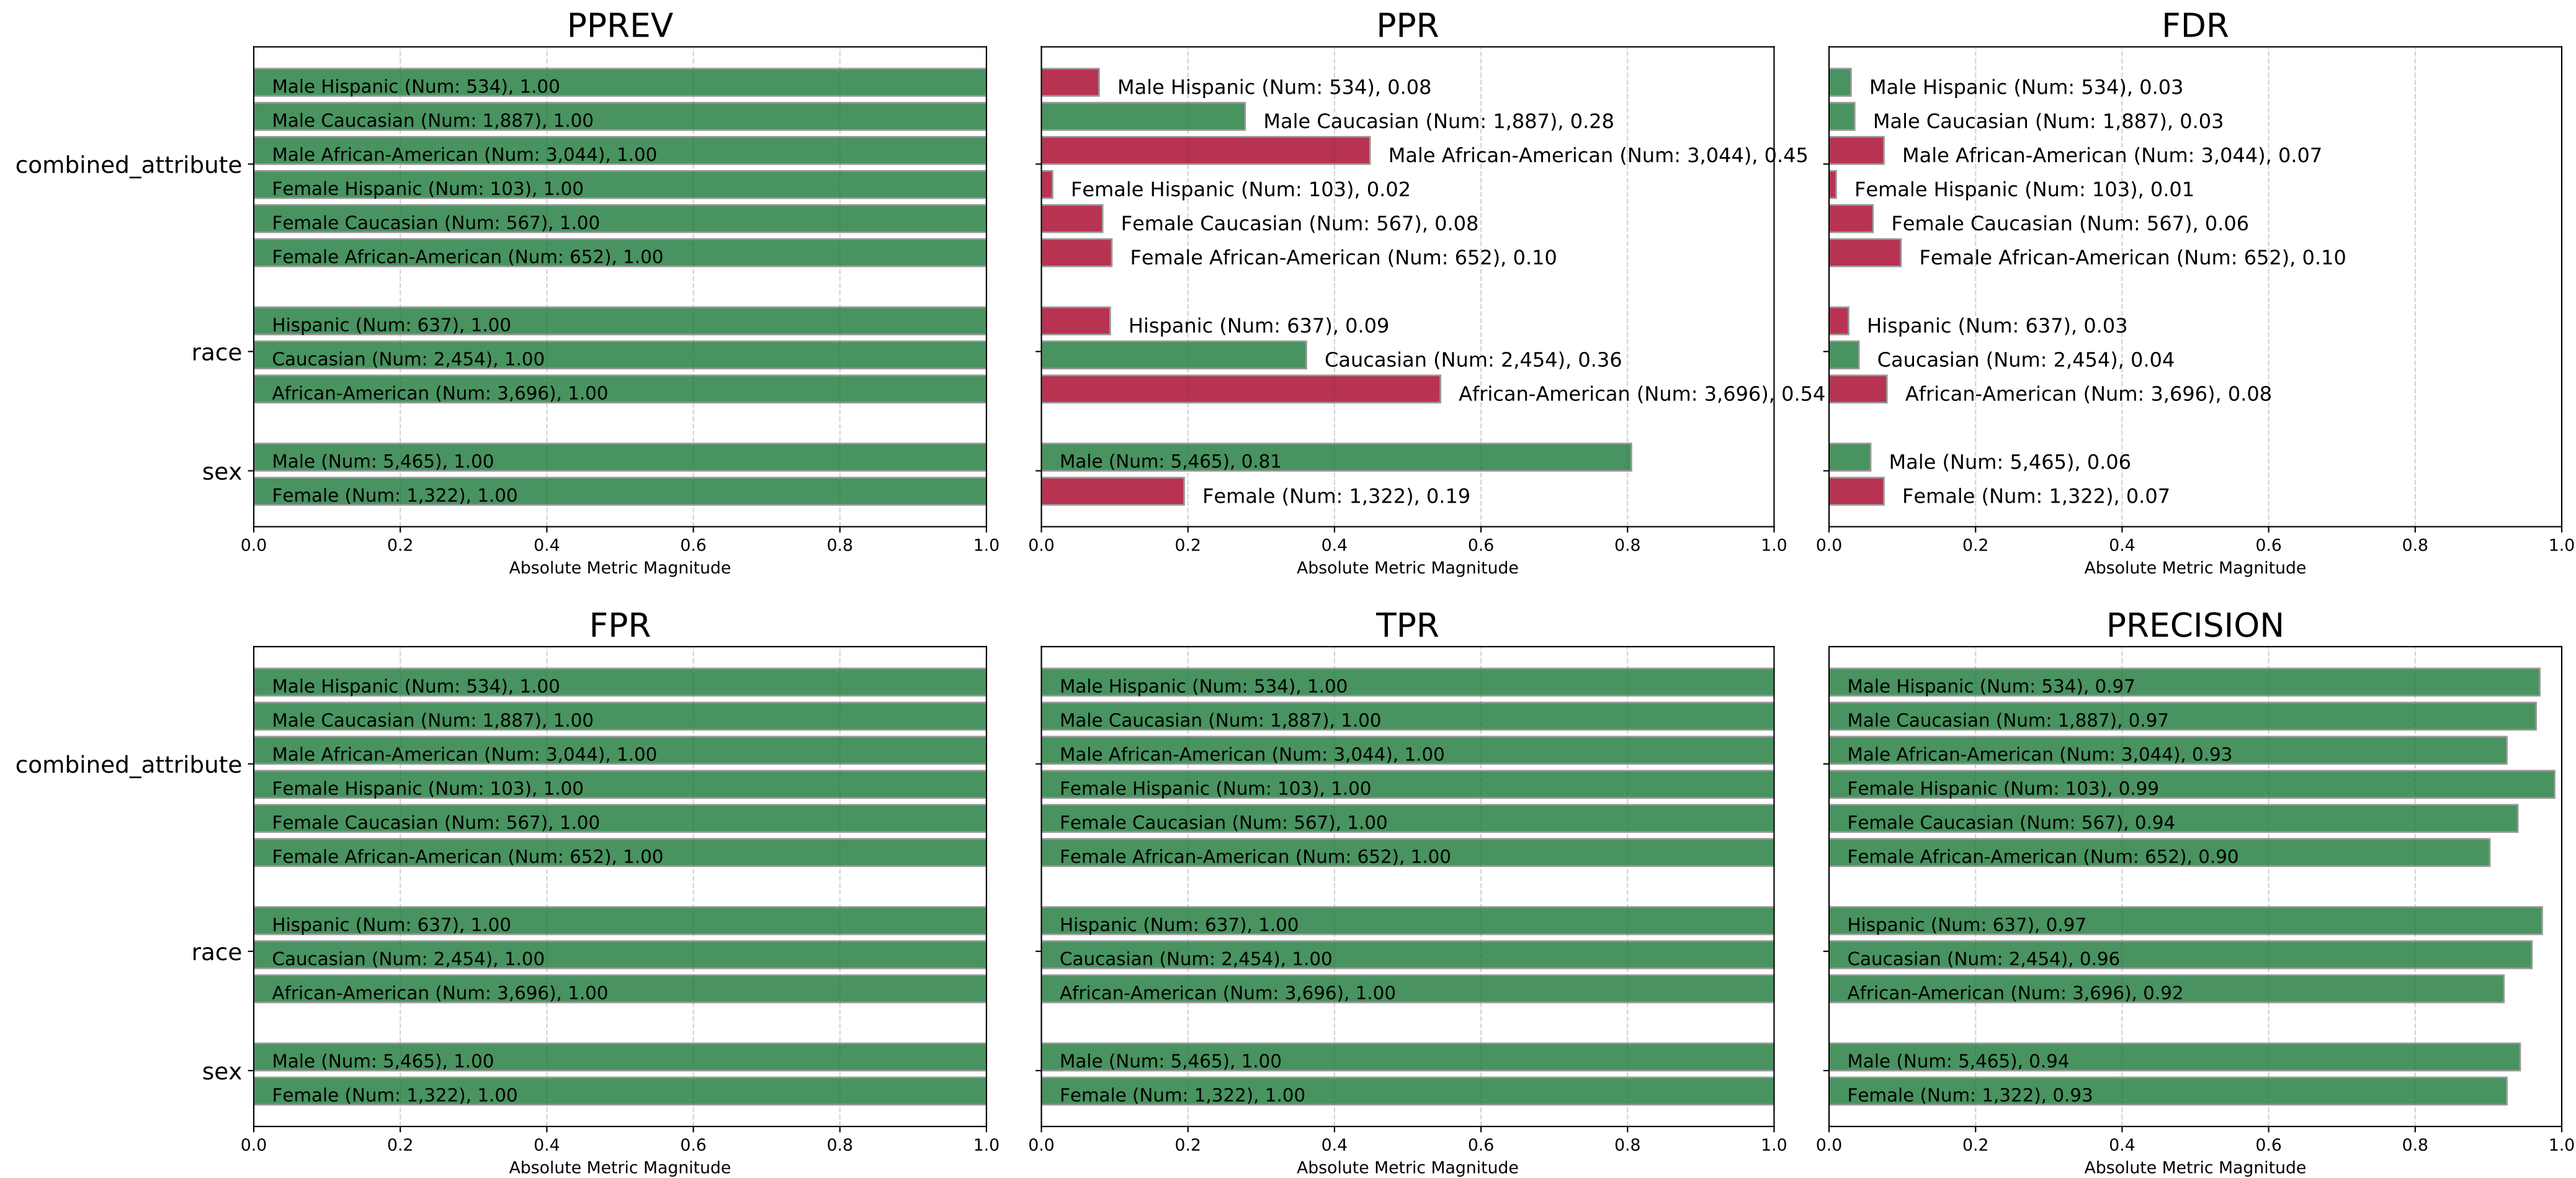 PPREV
combined_attribute
Male Hispanic (Num: 534), 1.00
Male Caucasian (Num: 1,887), 1.00
Male African-American (Num: 3,044), 1.00
Female Hispanic (Num: 103), 1.00
Female Caucasian (Num: 567), 1.00
Female African-American (Num: 652), 1.00
race
Hispanic (Num: 637), 1.00
Caucasian (Num: 2,454), 1.00
African-American (Num: 3,696), 1.00
sex
Male (Num: 5,465), 1.00
Female (Num: 1,322), 1.00
0.0 0.2 0.4 0.6 0.8 1.0
Absolute Metric Magnitude
PPR
Male Hispanic (Num: 534), 0.08
Male Caucasian (Num: 1,887), 0.28
Male African-American (Num: 3,044), 0.45
Female Hispanic (Num: 103), 0.02
Female Caucasian (Num: 567), 0.08
Female African-American (Num: 652), 0.10
Hispanic (Num: 637), 0.09
Caucasian (Num: 2,454), 0.36
African-American (Num: 3,696), 0.54
Male (Num: 5,465), 0.81
Female (Num: 1,322), 0.19
0.0 0.2 0.4 0.6 0.8 1.0
Absolute Metric Magnitude
FDR
Male Hispanic (Num: 534), 0.03
Male Caucasian (Num: 1,887), 0.03
Male African-American (Num: 3,044), 0.07
Female Hispanic (Num: 103), 0.01
Female Caucasian (Num: 567), 0.06
Female African-American (Num: 652), 0.10
Hispanic (Num: 637), 0.03
Caucasian (Num: 2,454), 0.04
African-American (Num: 3,696), 0.08
Male (Num: 5,465), 0.06
Female (Num: 1,322), 0.07
0.0 0.2 0.4 0.6 0.8 1.0
Absolute Metric Magnitude
FPR
combined_attribute
Male Hispanic (Num: 534), 1.00
Male Caucasian (Num: 1,887), 1.00
Male African-American (Num: 3,044), 1.00
Female Hispanic (Num: 103), 1.00
Female Caucasian (Num: 567), 1.00
Female African-American (Num: 652), 1.00
race
Hispanic (Num: 637), 1.00
Caucasian (Num: 2,454), 1.00
African-American (Num: 3,696), 1.00
sex
Male (Num: 5,465), 1.00
Female (Num: 1,322), 1.00
0.0 0.2 0.4 0.6 0.8 1.0
Absolute Metric Magnitude
TPR
Male Hispanic (Num: 534), 1.00
Male Caucasian (Num: 1,887), 1.00
Male African-American (Num: 3,044), 1.00
Female Hispanic (Num: 103), 1.00
Female Caucasian (Num: 567), 1.00
Female African-American (Num: 652), 1.00
Hispanic (Num: 637), 1.00
Caucasian (Num: 2,454), 1.00
African-American (Num: 3,696), 1.00
Male (Num: 5,465), 1.00
Female (Num: 1,322), 1.00
0.0 0.2 0.4 0.6 0.8 1.0
Absolute Metric Magnitude
PRECISION
Male Hispanic (Num: 534), 0.97
Male Caucasian (Num: 1,887), 0.97
Male African-American (Num: 3,044), 0.93
Female Hispanic (Num: 103), 0.99
Female Caucasian (Num: 567), 0.94
Female African-American (Num: 652), 0.90
Hispanic (Num: 637), 0.97
Caucasian (Num: 2,454), 0.96
African-American (Num: 3,696), 0.92
Male (Num: 5,465), 0.94
Female (Num: 1,322), 0.93
0.0 0.2 0.4 0.6 0.8 1.0
Absolute Metric Magnitude